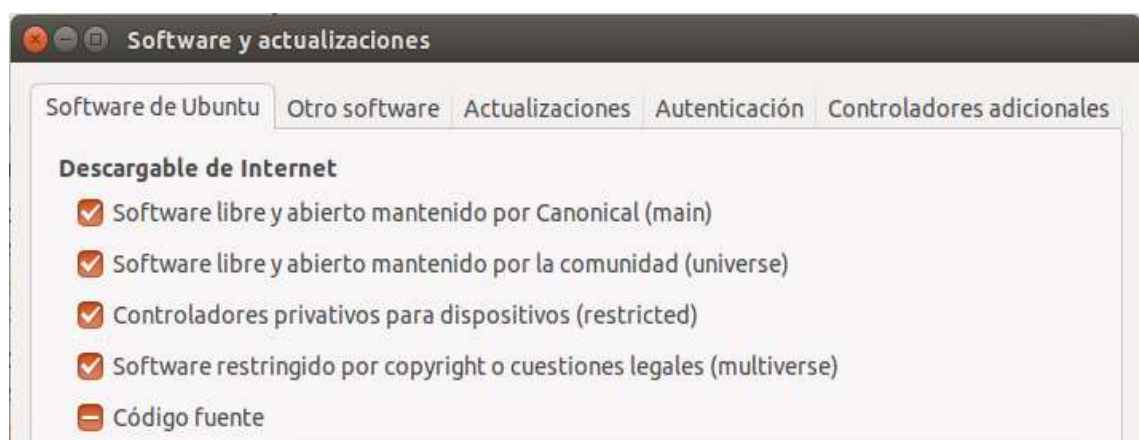 Software y actualizaciones
Software de Ubuntu Otro software Actualizaciones Autenticación Controladores adicionales
Descargable de Internet
Software libre y abierto mantenido por Canonical (main)
Software libre y abierto mantenido por la comunidad (universe)
Controladores privativos para dispositivos (restricted)
Software restringido por copyright o cuestiones legales (multiverse)
Código fuente